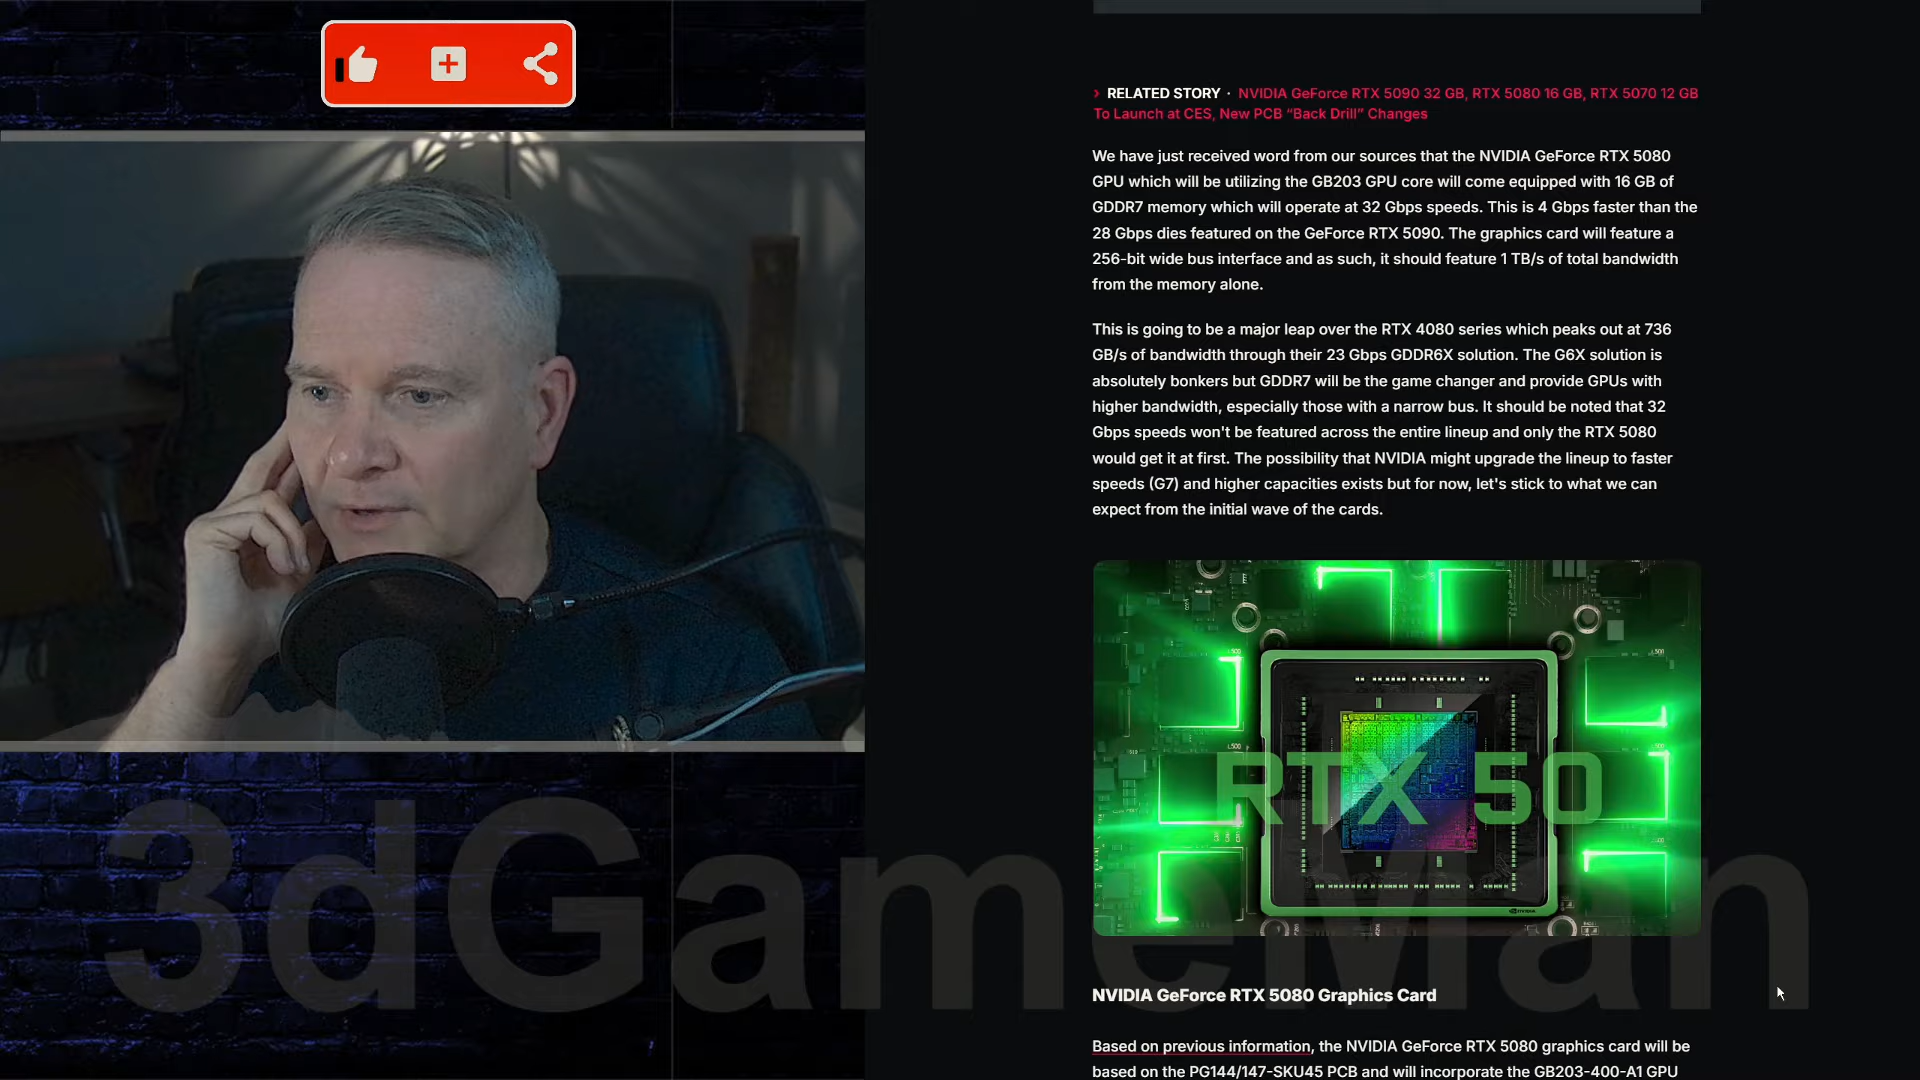 › RELATED STORY · NVIDIA GeForce RTX 5090 32 GB, RTX 5080 16 GB, RTX 5070 12 GB
To Launch at CES, New PCB “Back Drill” Changes
We have just received word from our sources that the NVIDIA GeForce RTX 5080
GPU which will be utilizing the GB203 GPU core will come equipped with 16 GB of
GDDR7 memory which will operate at 32 Gbps speeds. This is 4 Gbps faster than the
28 Gbps dies featured on the GeForce RTX 5090. The graphics card will feature a
256-bit wide bus interface and as such, it should feature 1 TB/s of total bandwidth
from the memory alone.
This is going to be a major leap over the RTX 4080 series which peaks out at 736
GB/s of bandwidth through their 23 Gbps GDDR6X solution. The G6X solution is
absolutely bonkers but GDDR7 will be the game changer and provide GPUs with
higher bandwidth, especially those with a narrow bus. It should be noted that 32
Gbps speeds won't be featured across the entire lineup and only the RTX 5080
would get it at first. The possibility that NVIDIA might upgrade the lineup to faster
speeds (G7) and higher capacities exists but for now, let's stick to what we can
expect from the initial wave of the cards.
RTX 50
3dGameMan
NVIDIA GeForce RTX 5080 Graphics Card
Based on previous information, the NVIDIA GeForce RTX 5080 graphics card will be
based on the PG144/147-SKU45 PCB and will incorporate the GB203-400-A1 GPU